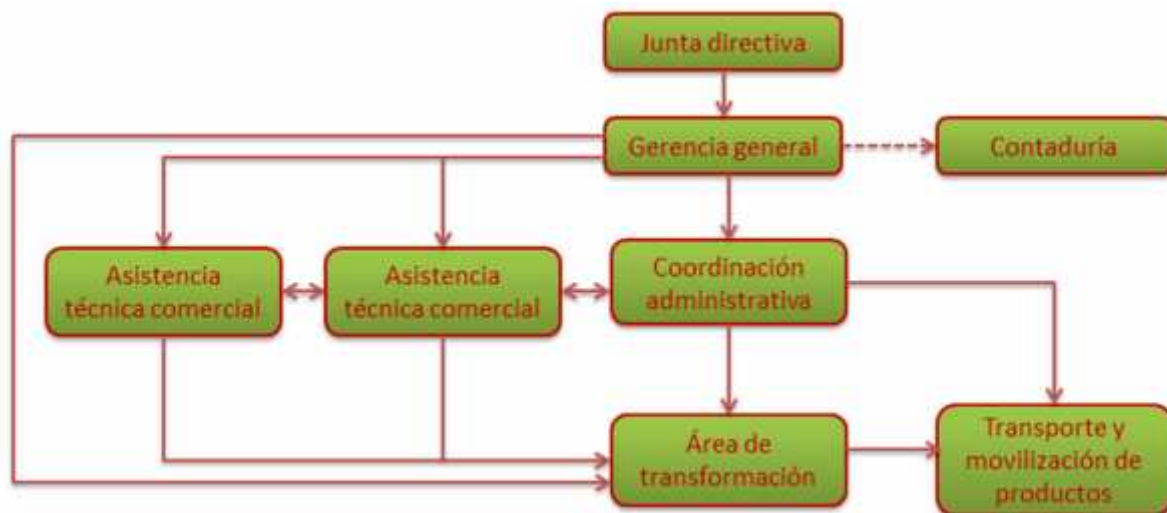 Junta directiva
Gerencia general
Contaduría
Asistencia
técnica comercial
Asistencia
técnica comercial
Coordinación
administrativa
Área de
transformación
Transporte y
movilización de
productos